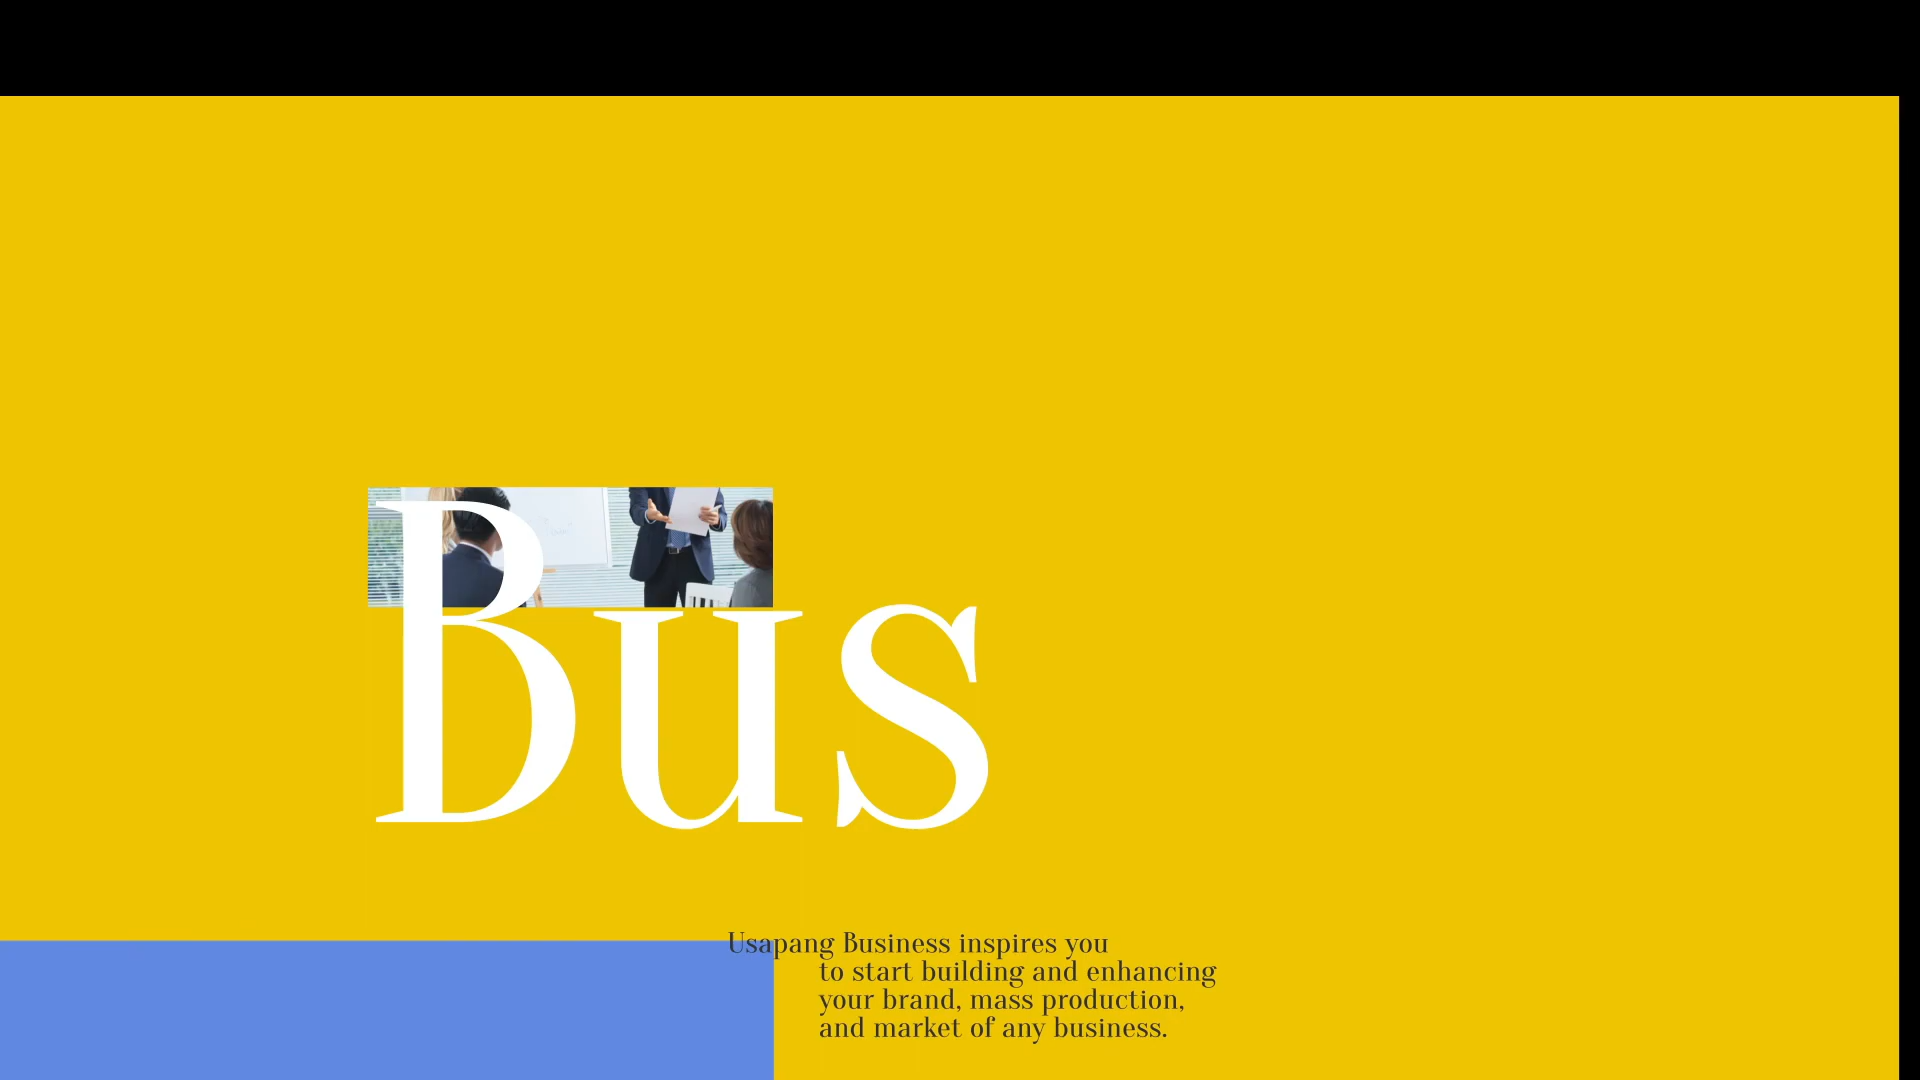 Bus
Usapang Business inspires you
to start building and enhancing
your brand, mass production,
and market of any business.